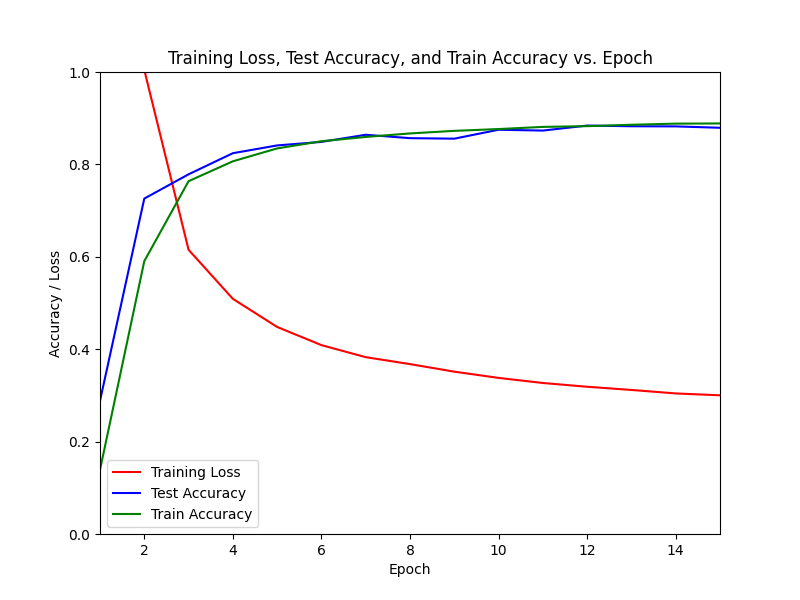 Training Loss, Test Accuracy, and Train Accuracy vs. Epoch
1.0
0.8
0.6
0.4
0.2
0.0
Accuracy / Loss
Training Loss
Test Accuracy
Train Accuracy
2 4 6 8 10 12 14
Epoch